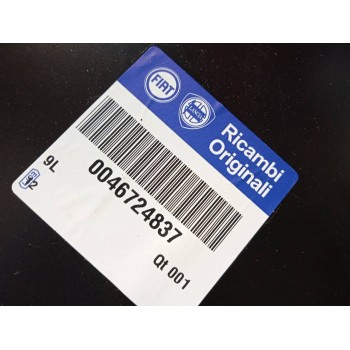 FIAT
LANCIA
Ricambi
Originali
0046724837
9L
Qt 001